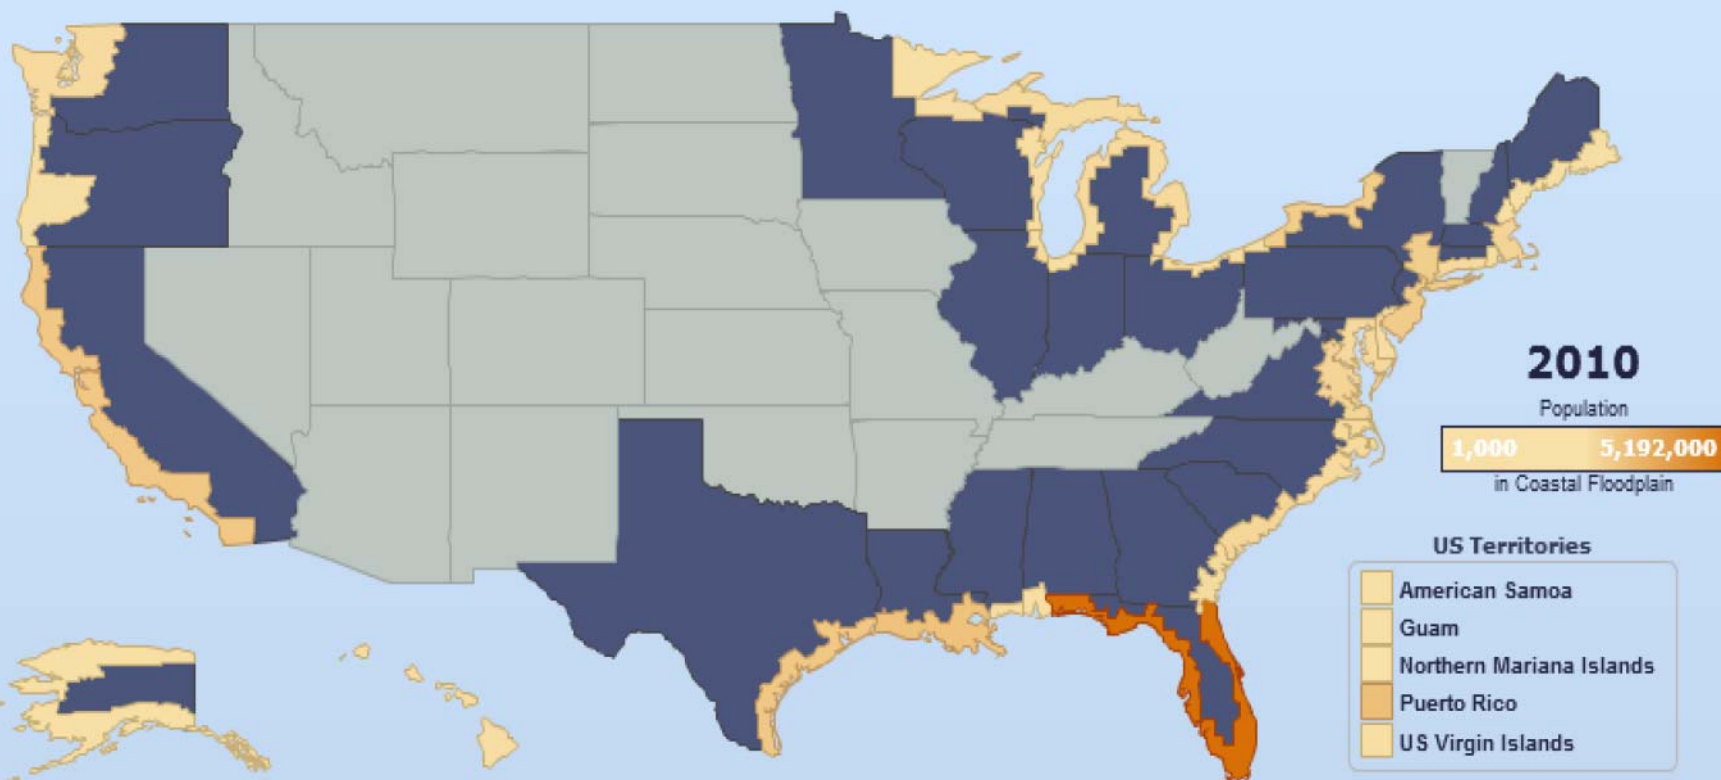 2010
Population
1,000 5,192,000
in Coastal Floodplain
US Territories
American Samoa
Guam
Northern Mariana Islands
Puerto Rico
US Virgin Islands